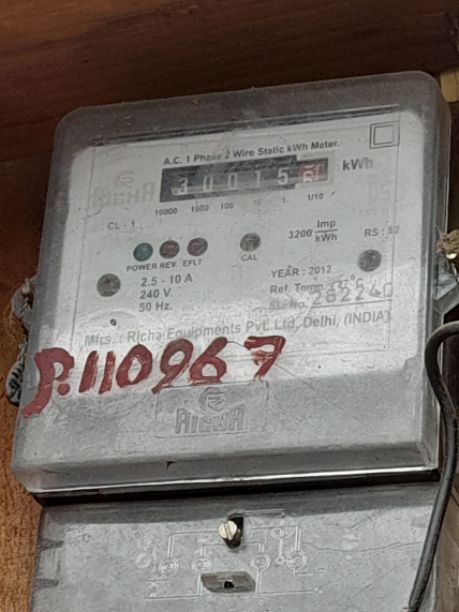 A.C. 1 Phase 2 Wire Static kWh Meter.
30015 kWh
10000 1000 100 1 1/10
CL - 1
3200 Imp/kWh
RS :
POWER REV. EFLT
CAL
2.5 - 10 A
240 V.
50 Hz.
YEAR : 2012
Ref. Temp.
Sl. No. 282240
Mfrs. : Richa Equipments Pvt. Ltd, Delhi, (INDIA)
P.110967
RICHA